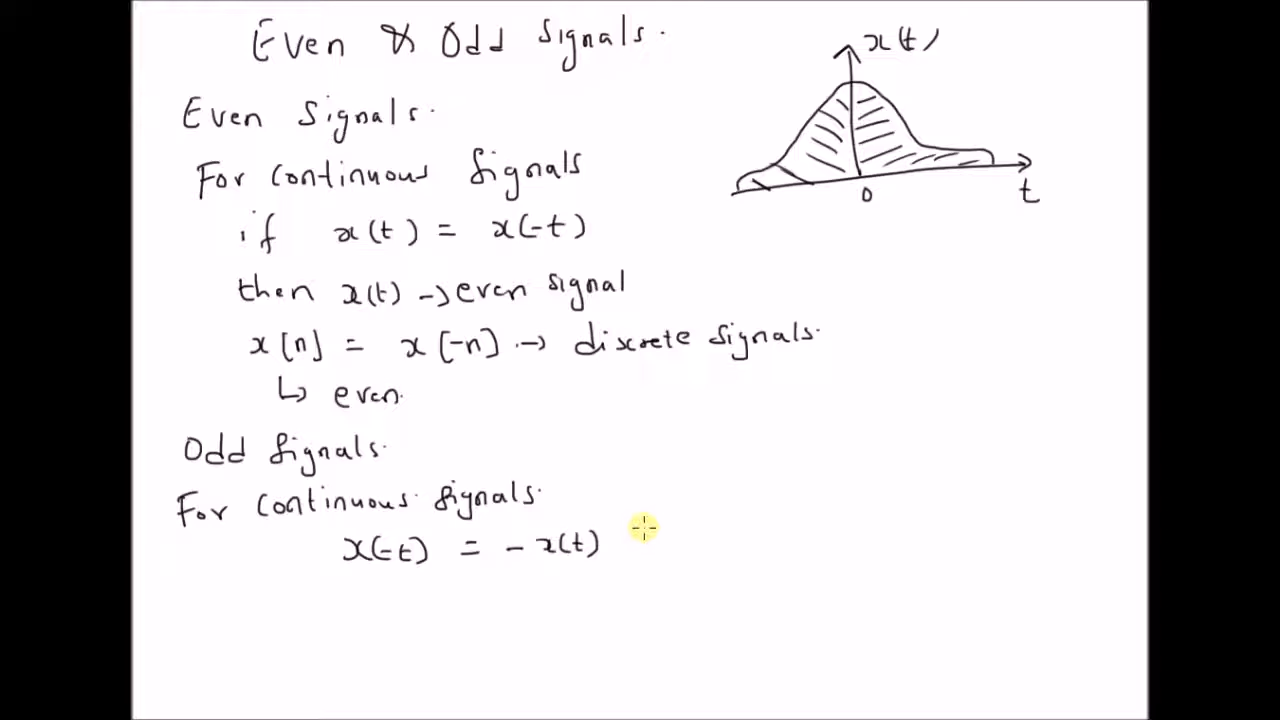 Even & Odd Signals.
x(t)
Even Signals.
For continuous Signals
if x(t) = x(-t)
0
t
then x(t) → even signal
x[n] = x[-n] → discrete signals.
↳ even.
Odd Signals.
For continuous signals.
x(-t) = - x(t)